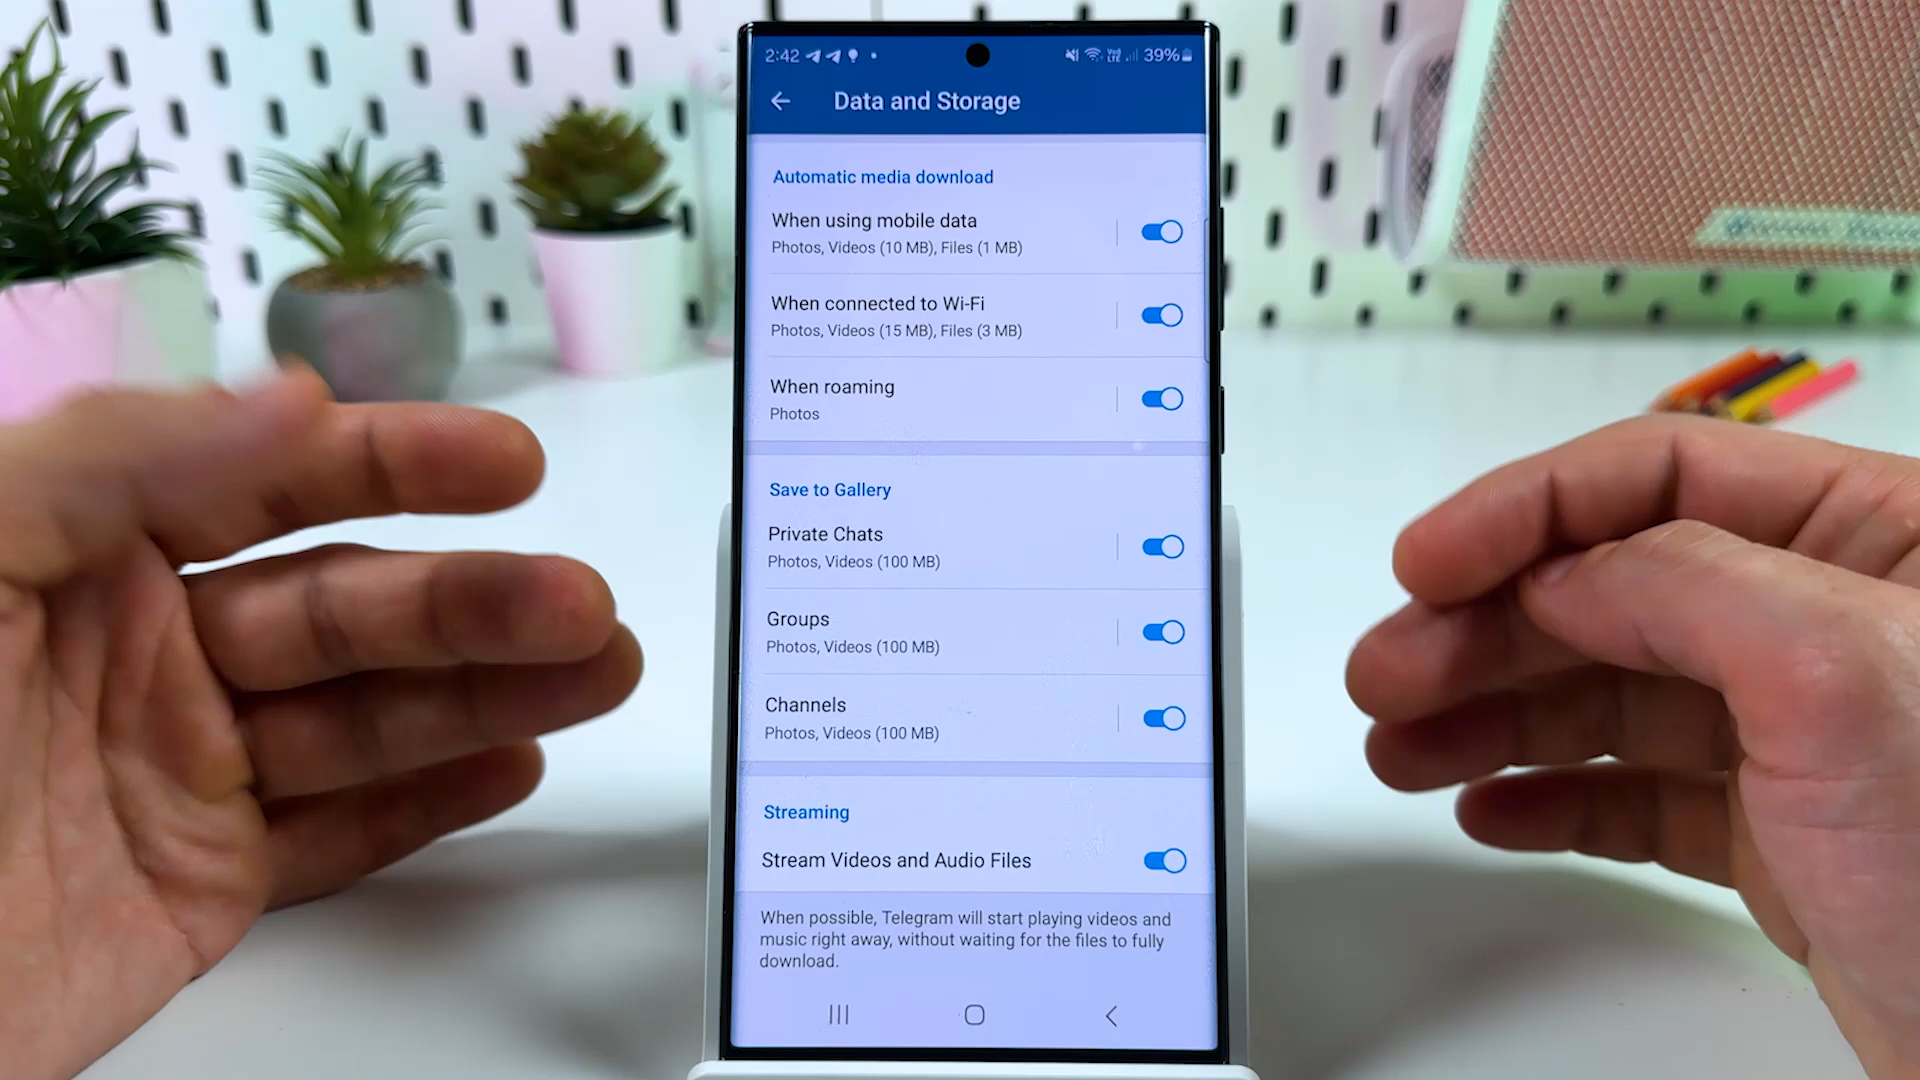 2:42
39%
Data and Storage
Automatic media download
When using mobile data
Photos, Videos (10 MB), Files (1 MB)
When connected to Wi-Fi
Photos, Videos (15 MB), Files (3 MB)
When roaming
Photos
Save to Gallery
Private Chats
Photos, Videos (100 MB)
Groups
Photos, Videos (100 MB)
Channels
Photos, Videos (100 MB)
Streaming
Stream Videos and Audio Files
When possible, Telegram will start playing videos and
music right away, without waiting for the files to fully
download.